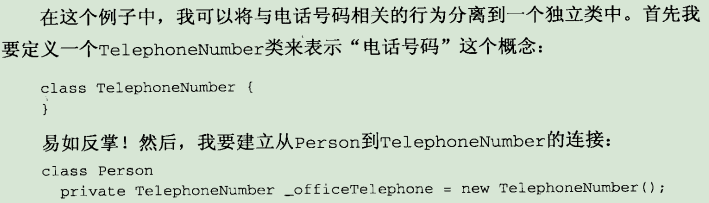 在这个例子中，我可以将与电话号码相关的行为分离到一个独立类中。首先我
要定义一个TelephoneNumber类来表示“电话号码”这个概念：
class TelephoneNumber {
}
易如反掌！然后，我要建立从Person到TelephoneNumber的连接：
class Person
private TelephoneNumber _officeTelephone = new TelephoneNumber();